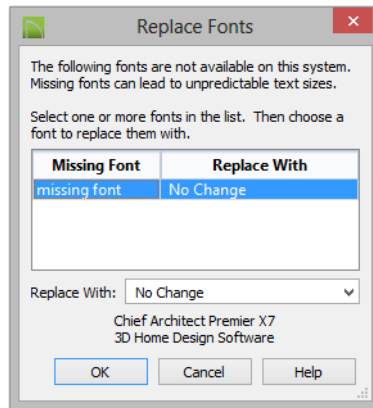 Replace Fonts
The following fonts are not available on this system.
Missing fonts can lead to unpredictable text sizes.
Select one or more fonts in the list. Then choose a
font to replace them with.
Missing Font Replace With
missing font No Change
Replace With: No Change
Chief Architect Premier X7
3D Home Design Software
OK Cancel Help